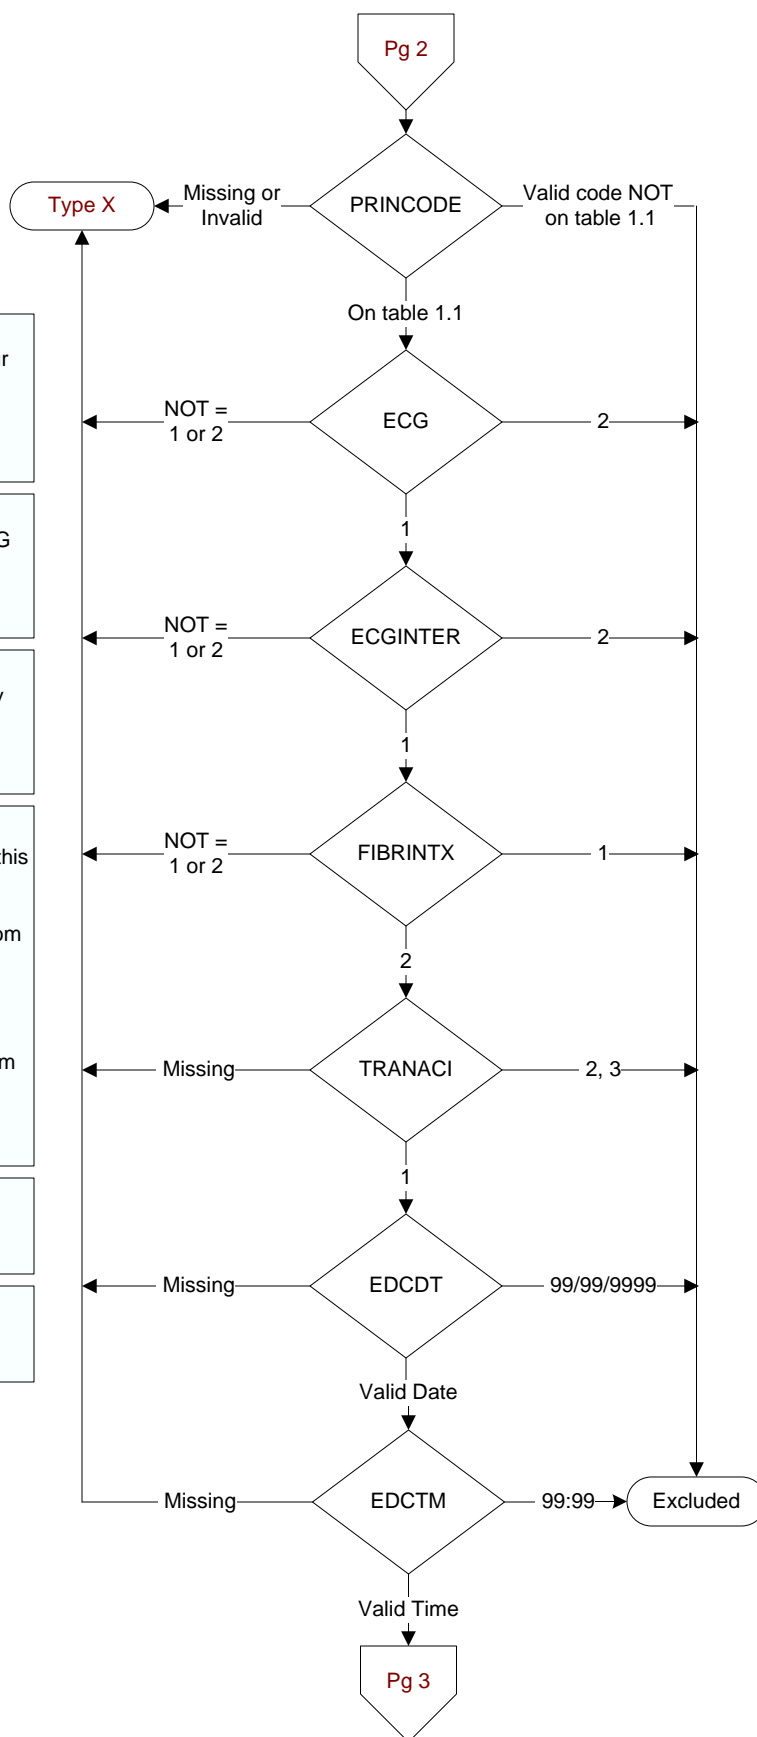 Pg 2
Type X
Missing or
Invalid
PRINCODE
Valid code NOT
on table 1.1
On table 1.1
NOT =
1 or 2
ECG
2
1
NOT =
1 or 2
ECGINTER
2
1
this
NOT =
1 or 2
FIBRINTX
1
2
Missing
TRANACI
2, 3
1
Missing
EDCDT
99/99/9999
Valid Date
Missing
EDCTM
99:99
Excluded
Valid Time
Pg 3